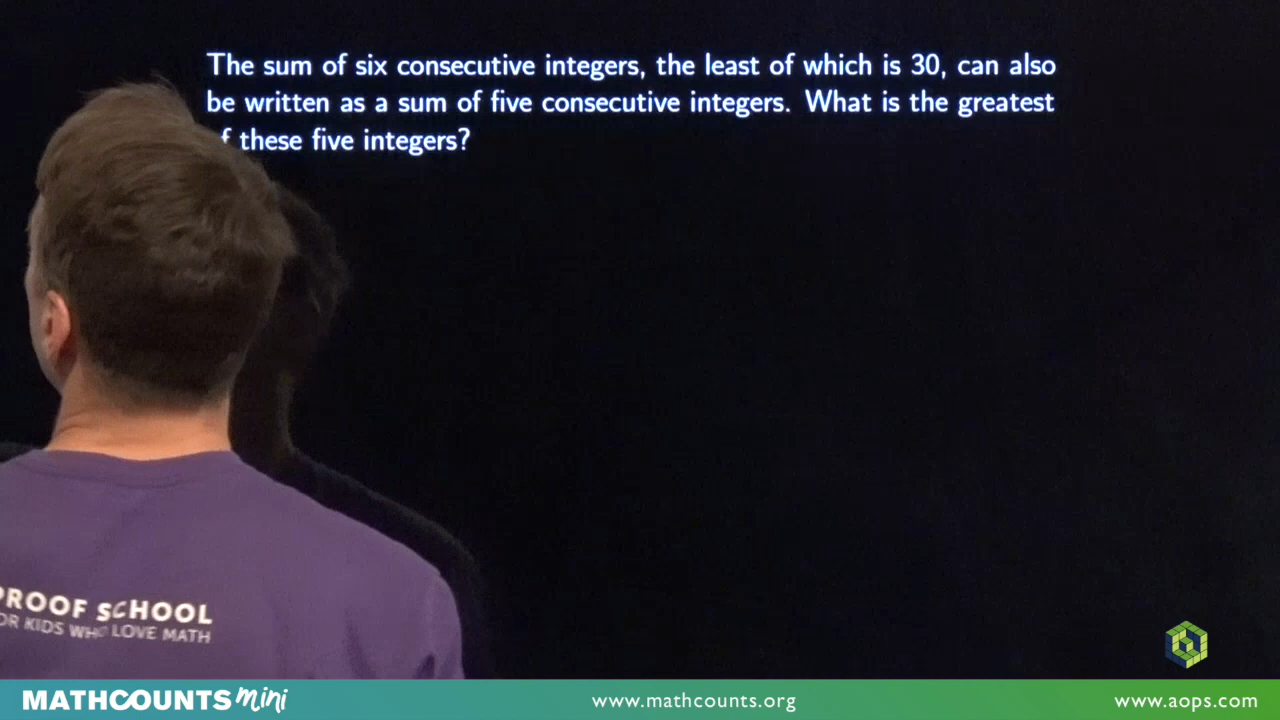 The sum of six consecutive integers, the least of which is 30, can also
be written as a sum of five consecutive integers. What is the greatest
these five integers?
PROOF SCHOOL
FOR KIDS WHO LOVE MATH
MATHCOUNTS mini
www.mathcounts.org
www.aops.com